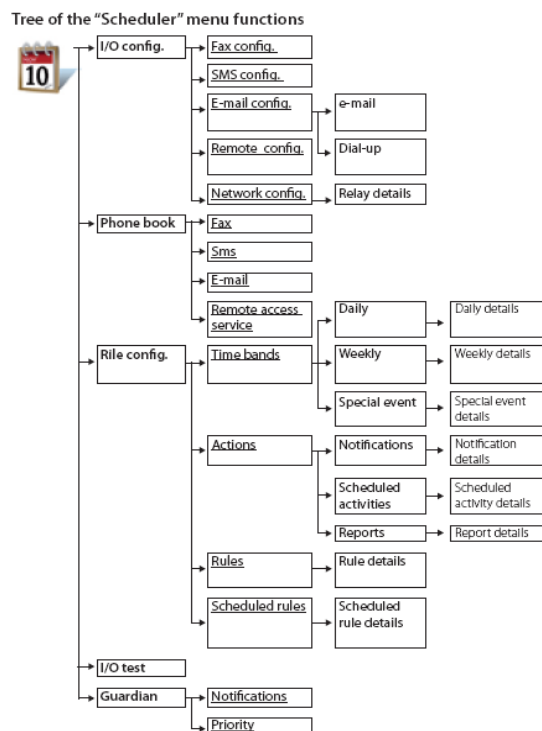 Tree of the “Scheduler” menu functions
10
I/O config.
Fax config.
SMS config.
E-mail config.
e-mail
Remote config.
Dial-up
Network config.
Relay details
Phone book
Fax
Sms
E-mail
Remote access
service
Rile config.
Time bands
Daily
Daily details
Weekly
Weekly details
Special event
Special event
details
Actions
Notifications
Notification
details
Scheduled
activities
Scheduled
activity details
Reports
Report details
Rules
Rule details
Scheduled rules
Scheduled
rule details
I/O test
Guardian
Notifications
Priority